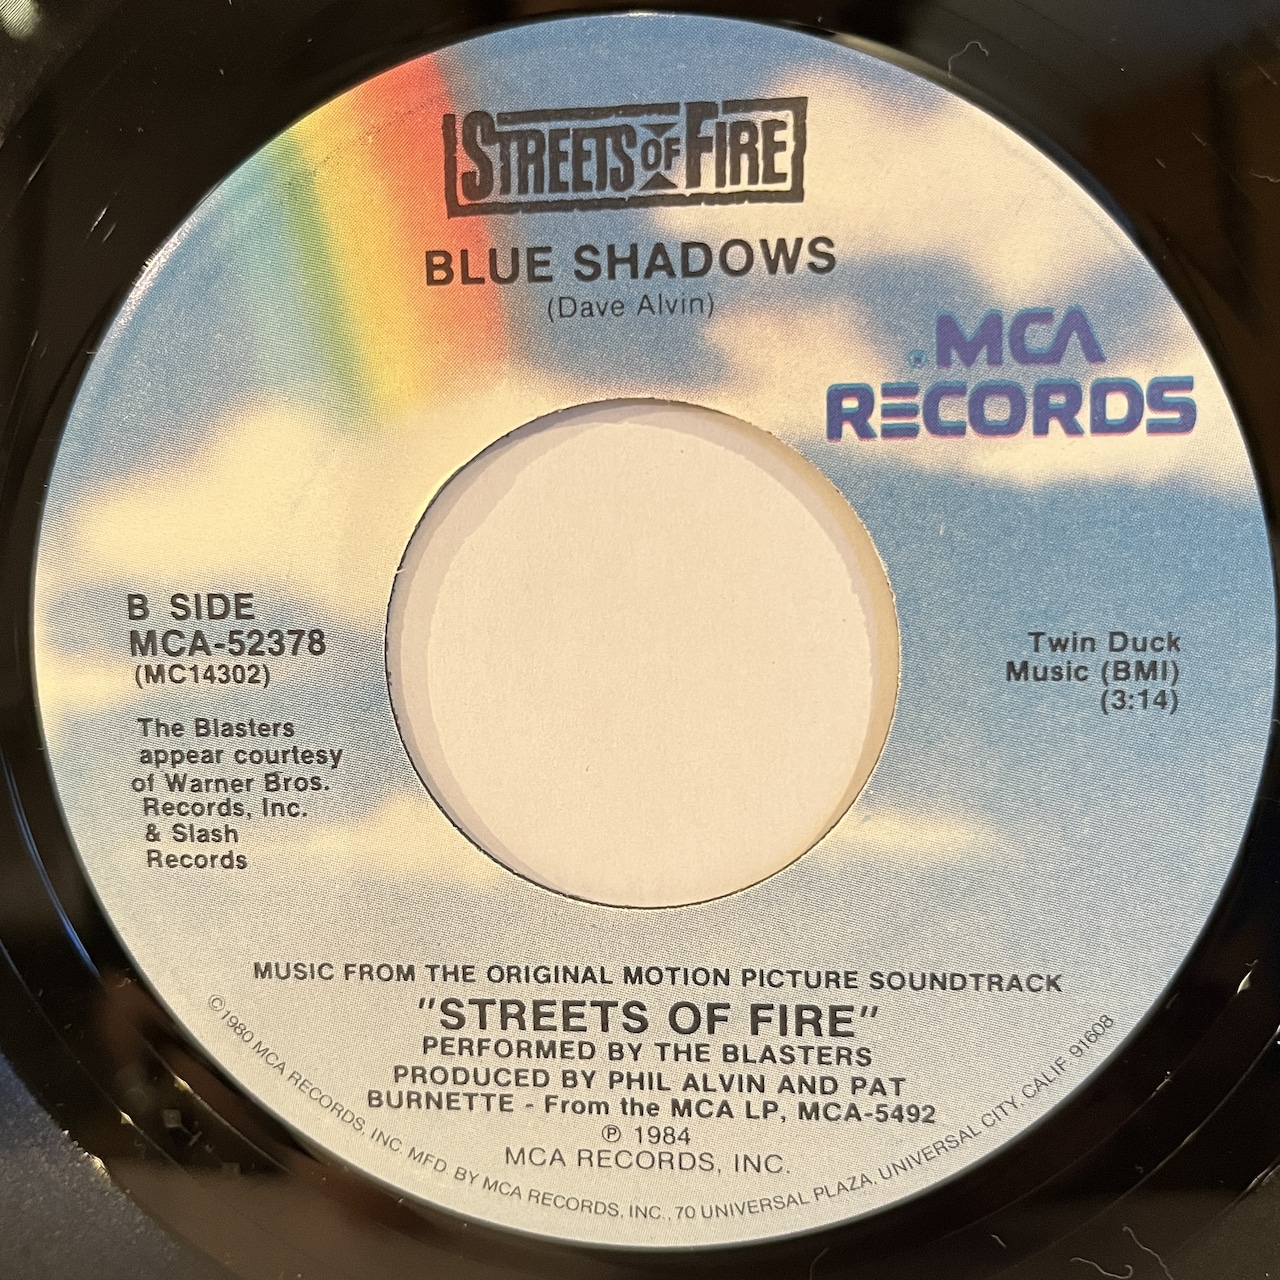 STREETS OF FIRE
BLUE SHADOWS
(Dave Alvin)
® MCA
RECORDS
B SIDE
MCA-52378
(MC14302)
The Blasters
appear courtesy
of Warner Bros.
Records, Inc.
& Slash
Records
Twin Duck
Music (BMI)
(3:14)
MUSIC FROM THE ORIGINAL MOTION PICTURE SOUNDTRACK
"STREETS OF FIRE"
PERFORMED BY THE BLASTERS
PRODUCED BY PHIL ALVIN AND PAT
BURNETTE - From the MCA LP, MCA-5492
℗ 1984
MCA RECORDS, INC.
©1980 MCA RECORDS, INC. MFD. BY MCA RECORDS, INC., 70 UNIVERSAL PLAZA, UNIVERSAL CITY, CALIF. 91608